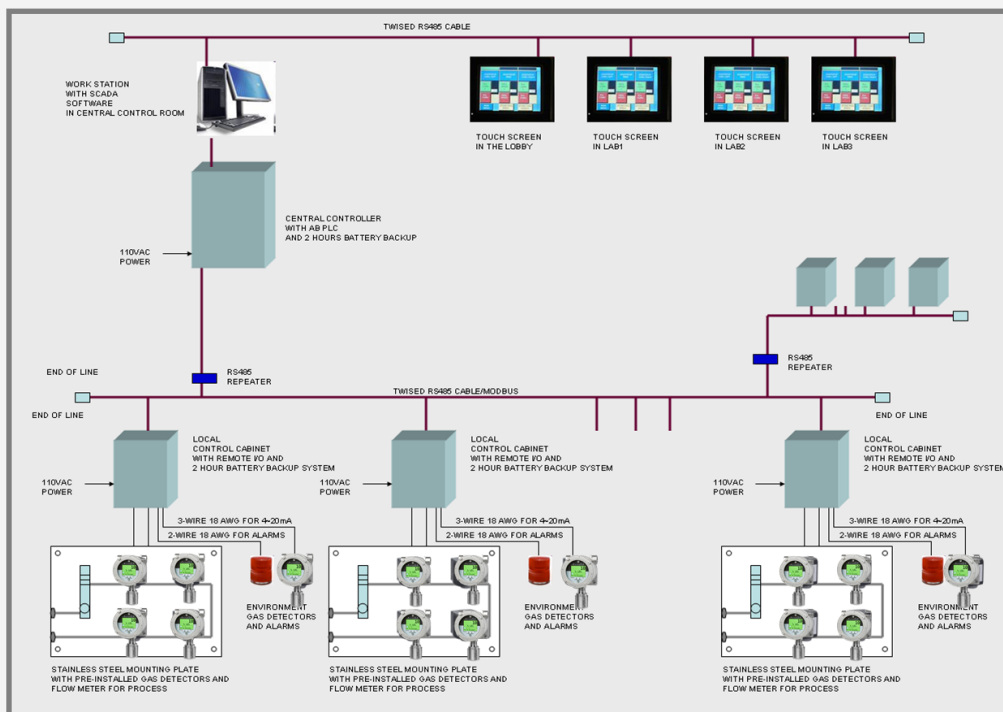 TWISED RS485 CABLE
WORK STATION
WITH SCADA
SOFTWARE
IN CENTRAL CONTROL ROOM
TOUCH SCREEN
IN THE LOBBY
TOUCH SCREEN
IN LAB1
TOUCH SCREEN
IN LAB2
TOUCH SCREEN
IN LAB3
CENTRAL CONTROLLER
WITH AB PLC
AND 2 HOURS BATTERY BACKUP
110VAC
POWER
END OF LINE
RS485
REPEATER
RS485
REPEATER
TWISED RS485 CABLE/MODBUS
END OF LINE
END OF LINE
LOCAL
CONTROL CABINET
WITH REMOTE I/O AND
2 HOUR BATTERY BACKUP SYSTEM
110VAC
POWER
3-WIRE 18 AWG FOR 4~20mA
2-WIRE 18 AWG FOR ALARMS
ENVIRONMENT
GAS DETECTORS
AND ALARMS
STAINLESS STEEL MOUNTING PLATE
WITH PRE-INSTALLED GAS DETECTORS AND
FLOW METER FOR PROCESS
LOCAL
CONTROL CABINET
WITH REMOTE I/O AND
2 HOUR BATTERY BACKUP SYSTEM
110VAC
POWER
3-WIRE 18 AWG FOR 4~20mA
2-WIRE 18 AWG FOR ALARMS
ENVIRONMENT
GAS DETECTORS
AND ALARMS
STAINLESS STEEL MOUNTING PLATE
WITH PRE-INSTALLED GAS DETECTORS AND
FLOW METER FOR PROCESS
LOCAL
CONTROL CABINET
WITH REMOTE I/O AND
2 HOUR BATTERY BACKUP SYSTEM
110VAC
POWER
3-WIRE 18 AWG FOR 4~20mA
2-WIRE 18 AWG FOR ALARMS
ENVIRONMENT
GAS DETECTORS
AND ALARMS
STAINLESS STEEL MOUNTING PLATE
WITH PRE-INSTALLED GAS DETECTORS AND
FLOW METER FOR PROCESS